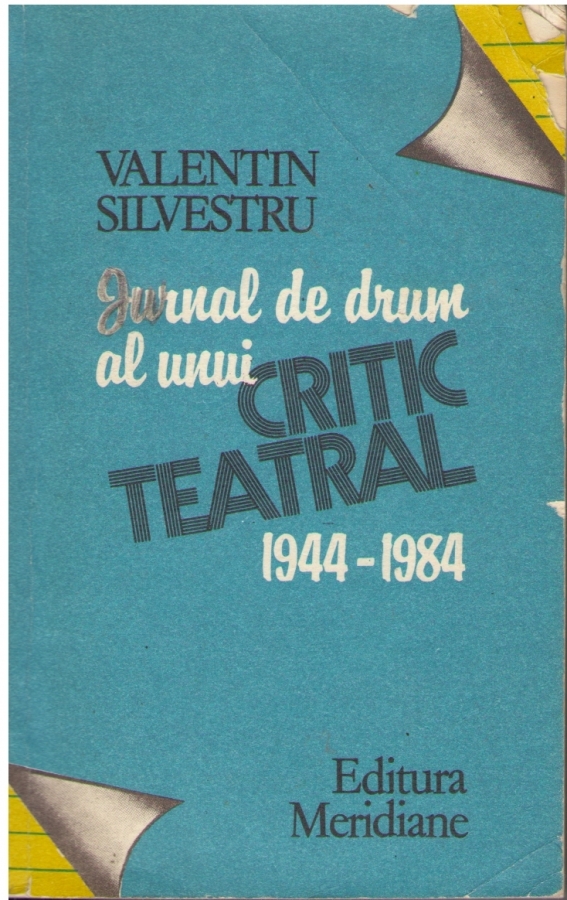 VALENTIN
SILVESTRU
Jurnal de drum
al unui
CRITIC
TEATRAL
1944-1984
Editura
Meridiane